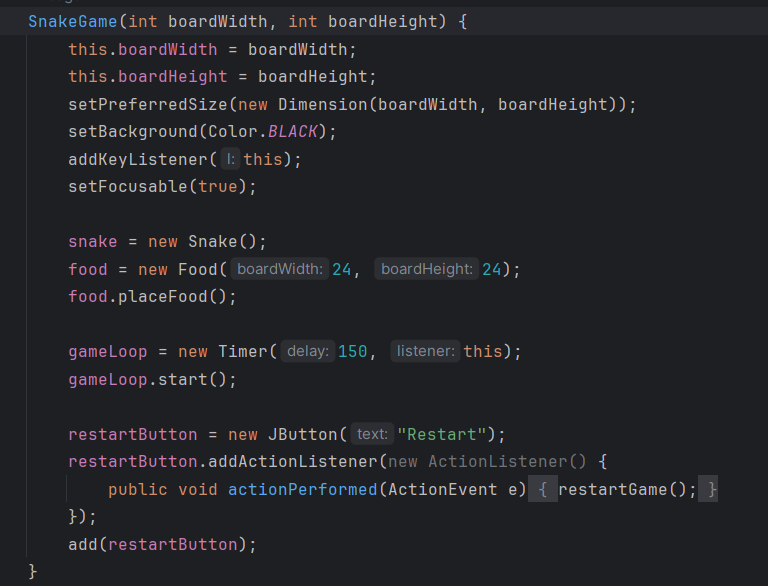 SnakeGame(int boardWidth, int boardHeight) {
this.boardWidth = boardWidth;
this.boardHeight = boardHeight;
setPreferredSize(new Dimension(boardWidth, boardHeight));
setBackground(Color.BLACK);
addKeyListener( l: this);
setFocusable(true);
snake = new Snake();
food = new Food( boardWidth: 24, boardHeight: 24);
food.placeFood();
gameLoop = new Timer( delay: 150, listener: this);
gameLoop.start();
restartButton = new JButton( text: "Restart");
restartButton.addActionListener(new ActionListener() {
public void actionPerformed(ActionEvent e) { restartGame(); }
});
add(restartButton);
}